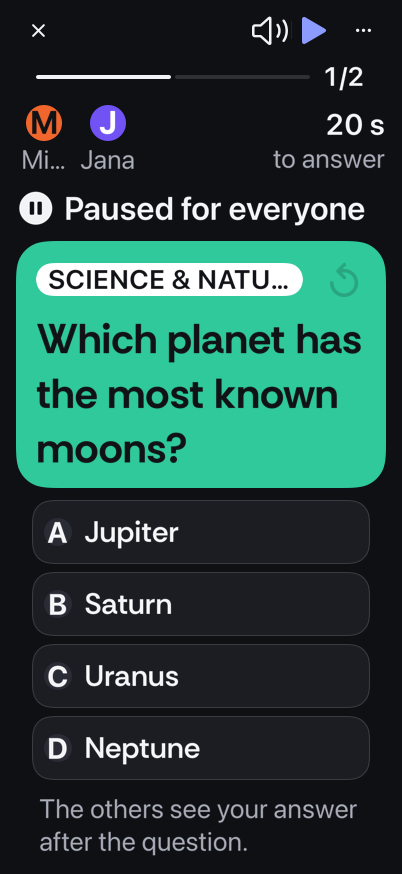 1/2
M J
20 s
Mi... Jana
to answer
Paused for everyone
SCIENCE & NATU...
Which planet has
the most known
moons?
A Jupiter
B Saturn
C Uranus
D Neptune
The others see your answer
after the question.